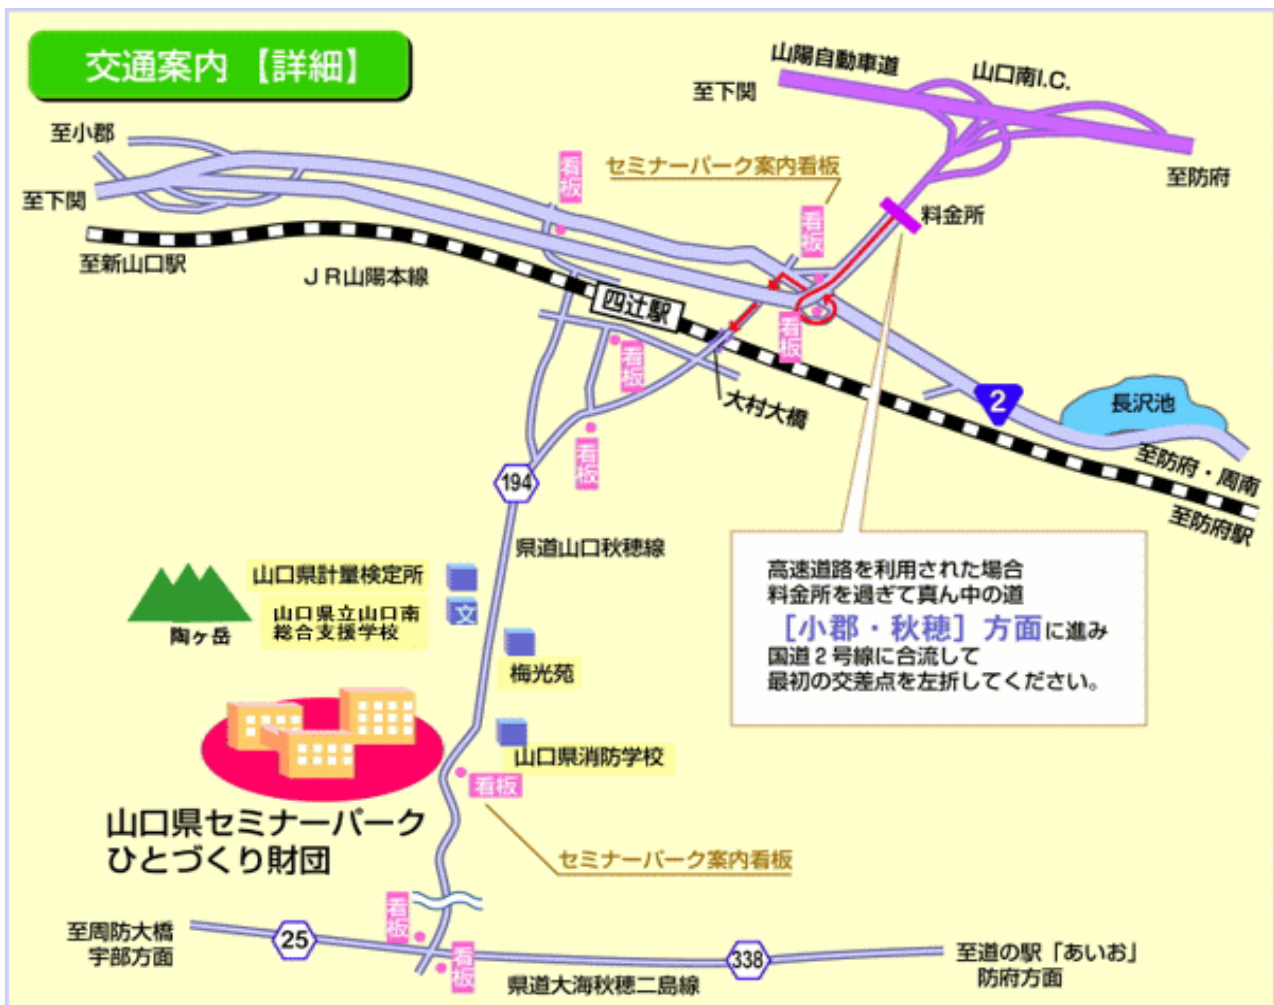 交通案内【詳細】
山陽自動車道
山口南I.C.
至下関
至小郡
セミナーパーク案内看板
看板
至防府
至下関
看板
料金所
至新山口駅
JR山陽本線
四辻駅
看板
看板
大村大橋
2
長沢池
看板
至防府・周南
194
至防府駅
県道山口秋穂線
高速道路を利用された場合
料金所を過ぎて真ん中の道
［小郡・秋穂］方面に進み
国道2号線に合流して
最初の交差点を左折してください。
山口県計量検定所
山口県立山口南
総合支援学校
文
陶ヶ岳
梅光苑
山口県消防学校
看板
山口県セミナーパーク
ひとづくり財団
セミナーパーク案内看板
看板
至周防大橋
宇部方面
25
看板
338
至道の駅「あいお」
防府方面
県道大海秋穂二島線